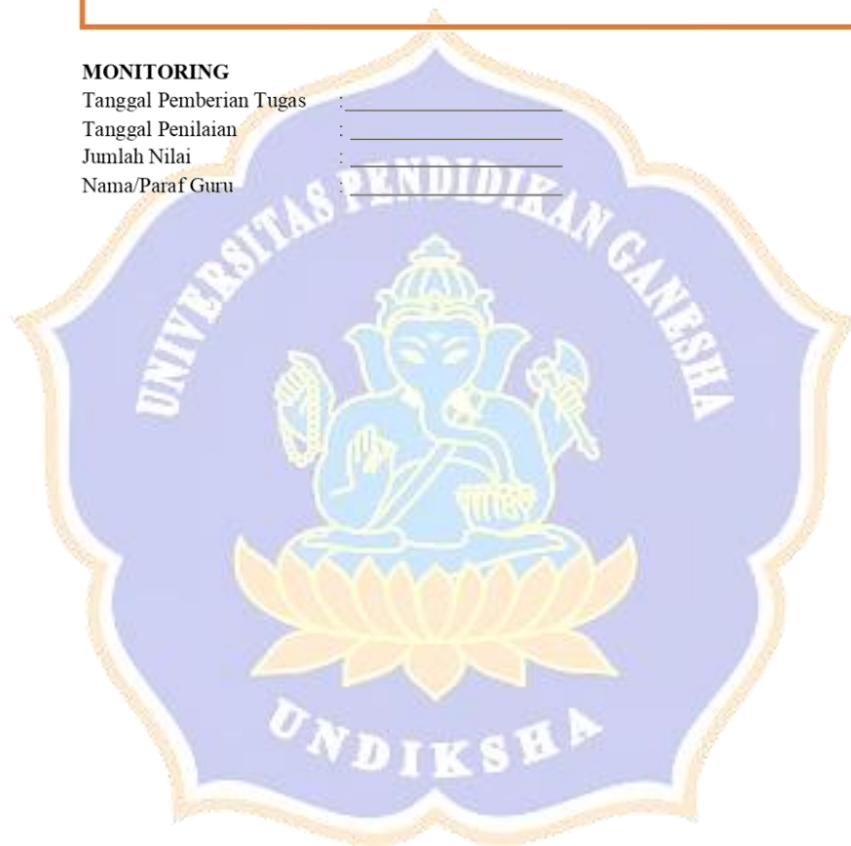 MONITORING
Tanggal Pemberian Tugas :
Tanggal Penilaian :
Jumlah Nilai :
Nama/Paraf Guru :
UNIVERSITAS PENDIDIKAN GANESHA
UNDIKSHA